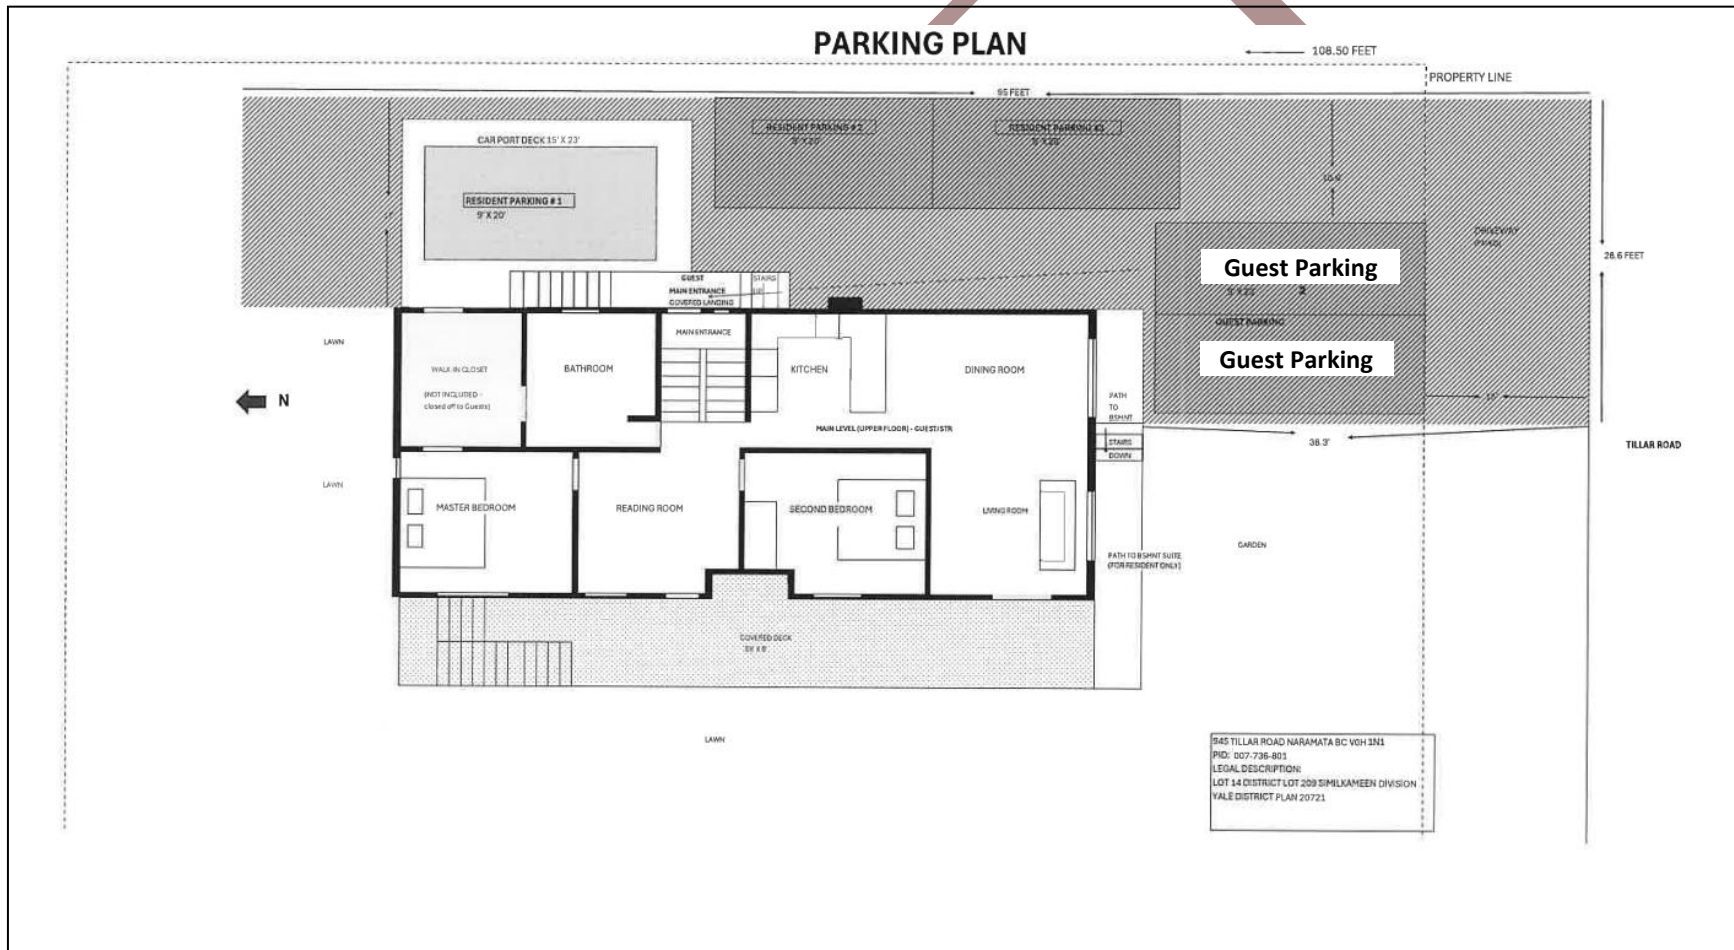 PARKING PLAN
108.50 FEET
PROPERTY LINE
95 FEET
CAR PORT DECK 15' X 23'
RESIDENT PARKING # 1
9' X 20'
RESIDENT PARKING # 2
9' X 20'
RESIDENT PARKING #3
9' X 20'
DRIVEWAY
28.6 FEET
Guest Parking
2
GUEST PARKING
Guest Parking
15'
38.3'
TILLAR ROAD
GUEST
MAIN ENTRANCE
COVERED LANDING
STAIRS
UP
MAIN ENTRANCE
LAWN
WALK IN CLOSET
(NOT INCLUDED -
closed off to Guests)
BATHROOM
KITCHEN
DINING ROOM
N
PATH
TO
BSMNT
STAIRS
DOWN
MAIN LEVEL (UPPER FLOOR) - GUEST/STR
LAWN
MASTER BEDROOM
READING ROOM
SECOND BEDROOM
LIVING ROOM
GARDEN
PATH TO BSMNT SUITE
(FOR RESIDENT ONLY)
COVERED DECK
LAWN
945 TILLAR ROAD NARAMATA BC V0H 1N1
PID: 007-736-801
LEGAL DESCRIPTION:
LOT 14 DISTRICT LOT 209 SIMILKAMEEN DIVISION
YALE DISTRICT PLAN 20721